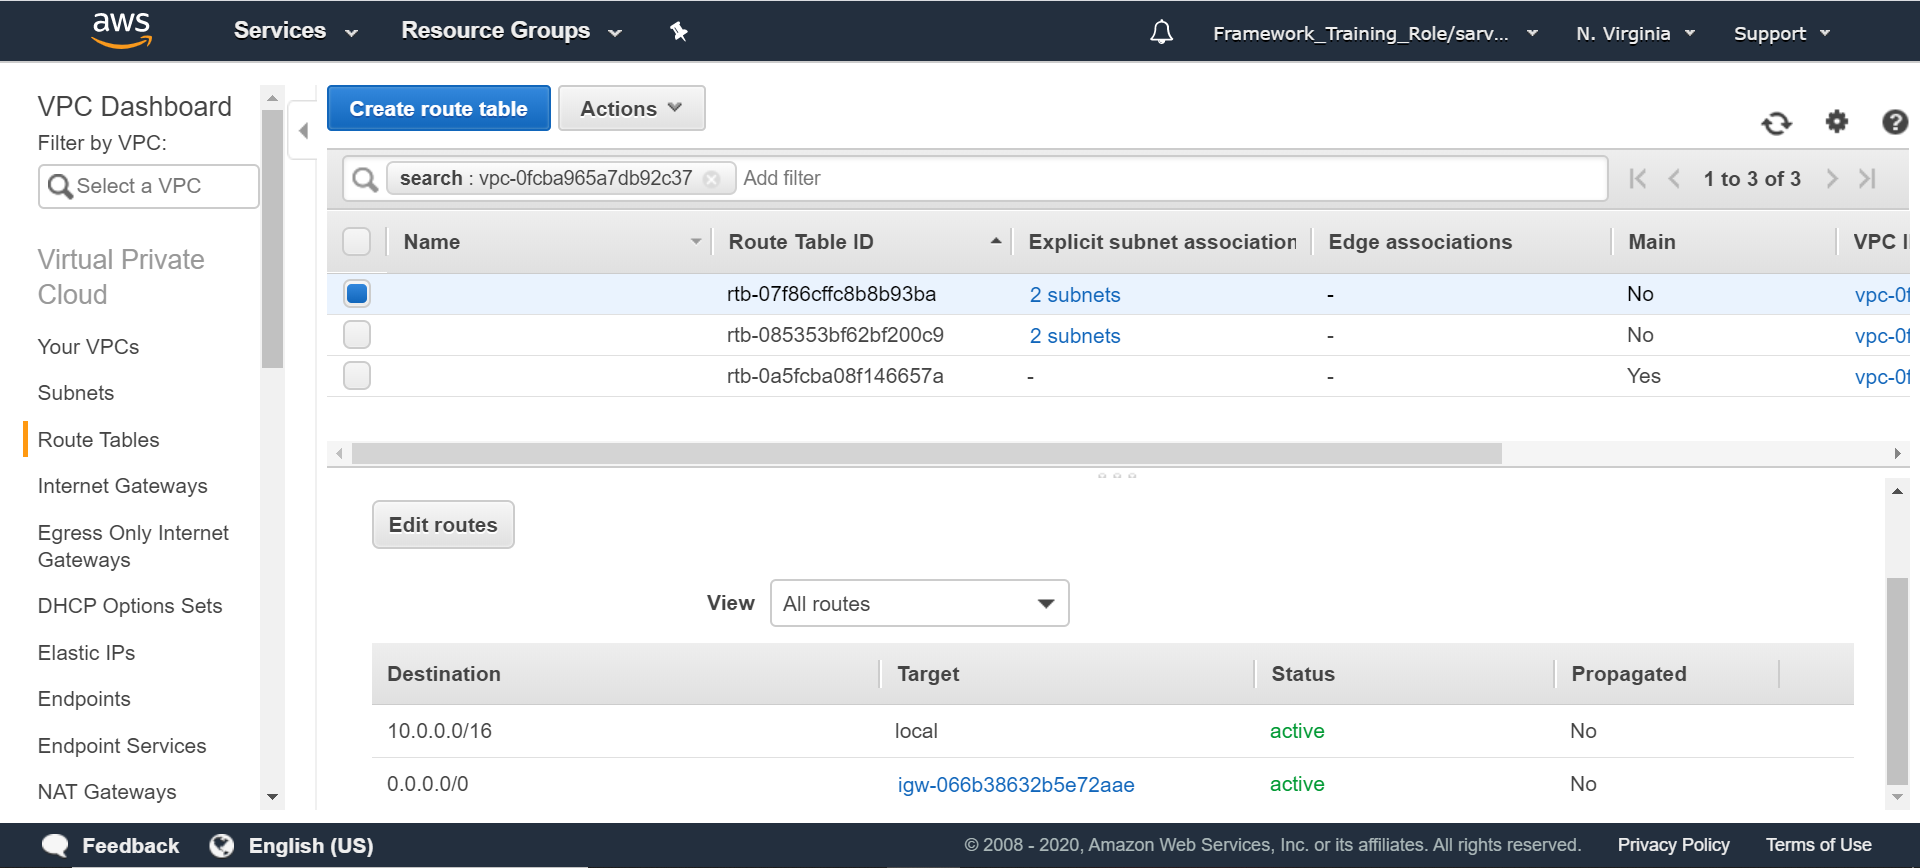 aws Services Resource Groups Framework_Training_Role/sarv... N. Virginia Support
VPC Dashboard
Filter by VPC:
Select a VPC
Virtual Private
Cloud
Your VPCs
Subnets
Route Tables
Internet Gateways
Egress Only Internet
Gateways
DHCP Options Sets
Elastic IPs
Endpoints
Endpoint Services
NAT Gateways
Create route table Actions
search : vpc-0fcba965a7db92c37 Add filter 1 to 3 of 3
Name Route Table ID Explicit subnet association Edge associations Main VPC I
rtb-07f86cffc8b8b93ba 2 subnets - No vpc-0f
rtb-085353bf62bf200c9 2 subnets - No vpc-0f
rtb-0a5fcba08f146657a - - Yes vpc-0f
Edit routes
View All routes
Destination Target Status Propagated
10.0.0.0/16 local active No
0.0.0.0/0 igw-066b38632b5e72aae active No
Feedback English (US) © 2008 - 2020, Amazon Web Services, Inc. or its affiliates. All rights reserved. Privacy Policy Terms of Use